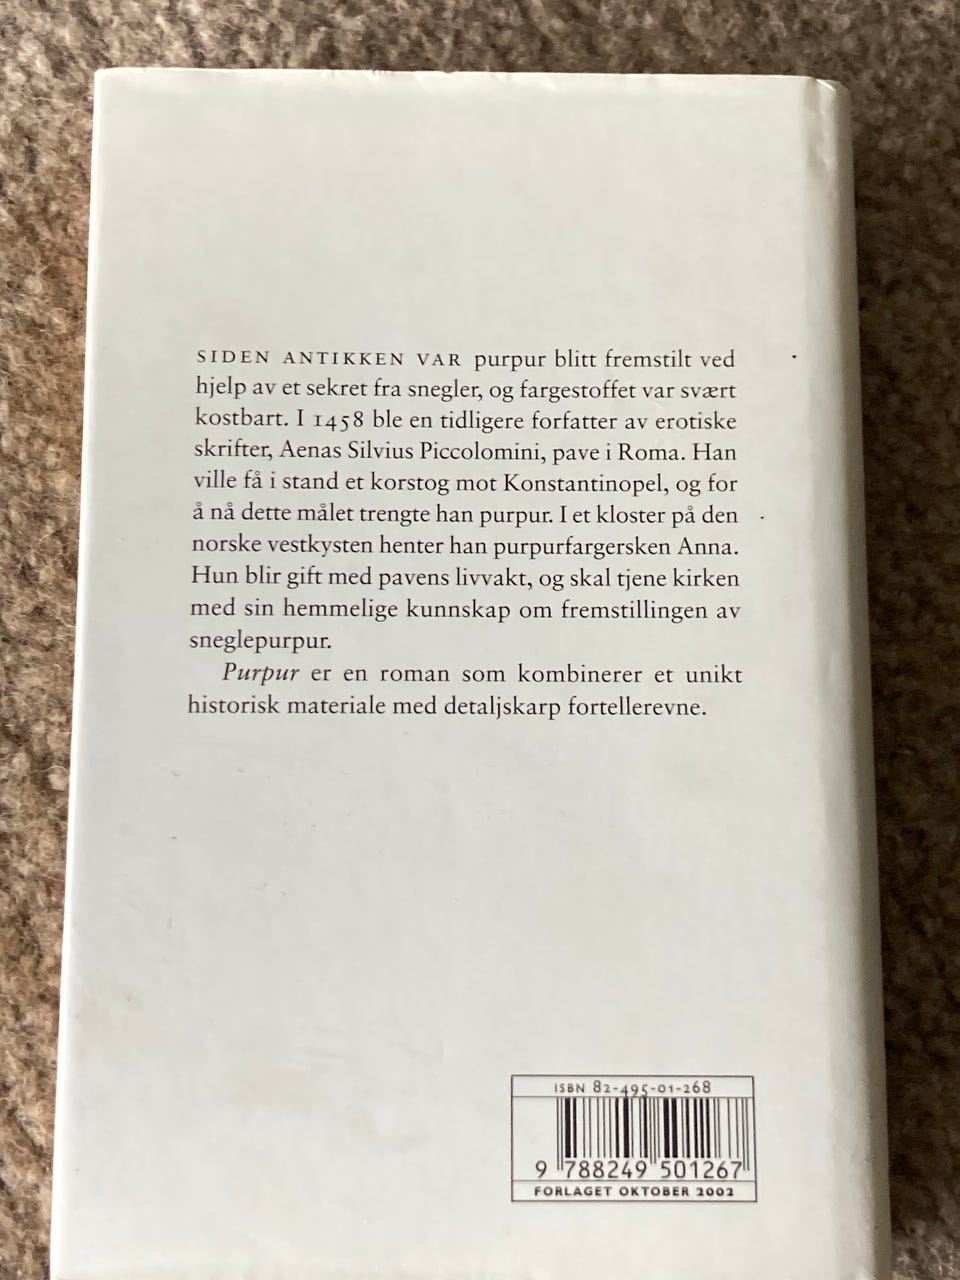 SIDEN ANTIKKEN VAR purpur blitt fremstilt ved
hjelp av et sekret fra snegler, og fargestoffet var svært
kostbart. I 1458 ble en tidligere forfatter av erotiske
skrifter, Aenas Silvius Piccolomini, pave i Roma. Han
ville få i stand et korstog mot Konstantinopel, og for
å nå dette målet trengte han purpur. I et kloster på den
norske vestkysten henter han purpurfargersken Anna.
Hun blir gift med pavens livvakt, og skal tjene kirken
med sin hemmelige kunnskap om fremstillingen av
sneglepurpur.
Purpur er en roman som kombinerer et unikt
historisk materiale med detaljskarp fortellerevne.
ISBN 82-495-01-268
9 788249 501267
FORLAGET OKTOBER 2002